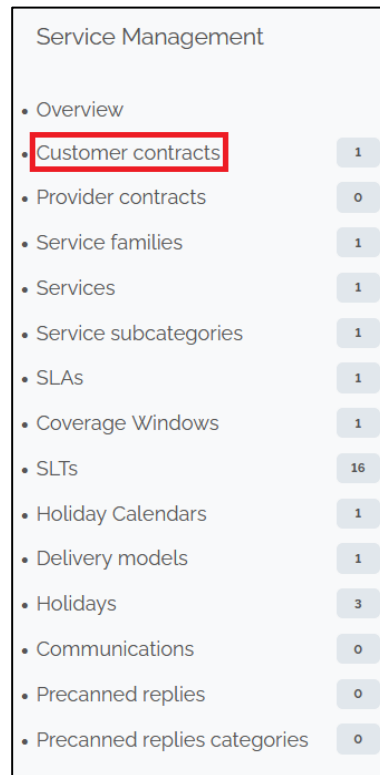 Service Management
• Overview
• Customer contracts 1
• Provider contracts 0
• Service families 1
• Services 1
• Service subcategories 1
• SLAs 1
• Coverage Windows 1
• SLTs 16
• Holiday Calendars 1
• Delivery models 1
• Holidays 3
• Communications 0
• Precanned replies 0
• Precanned replies categories 0